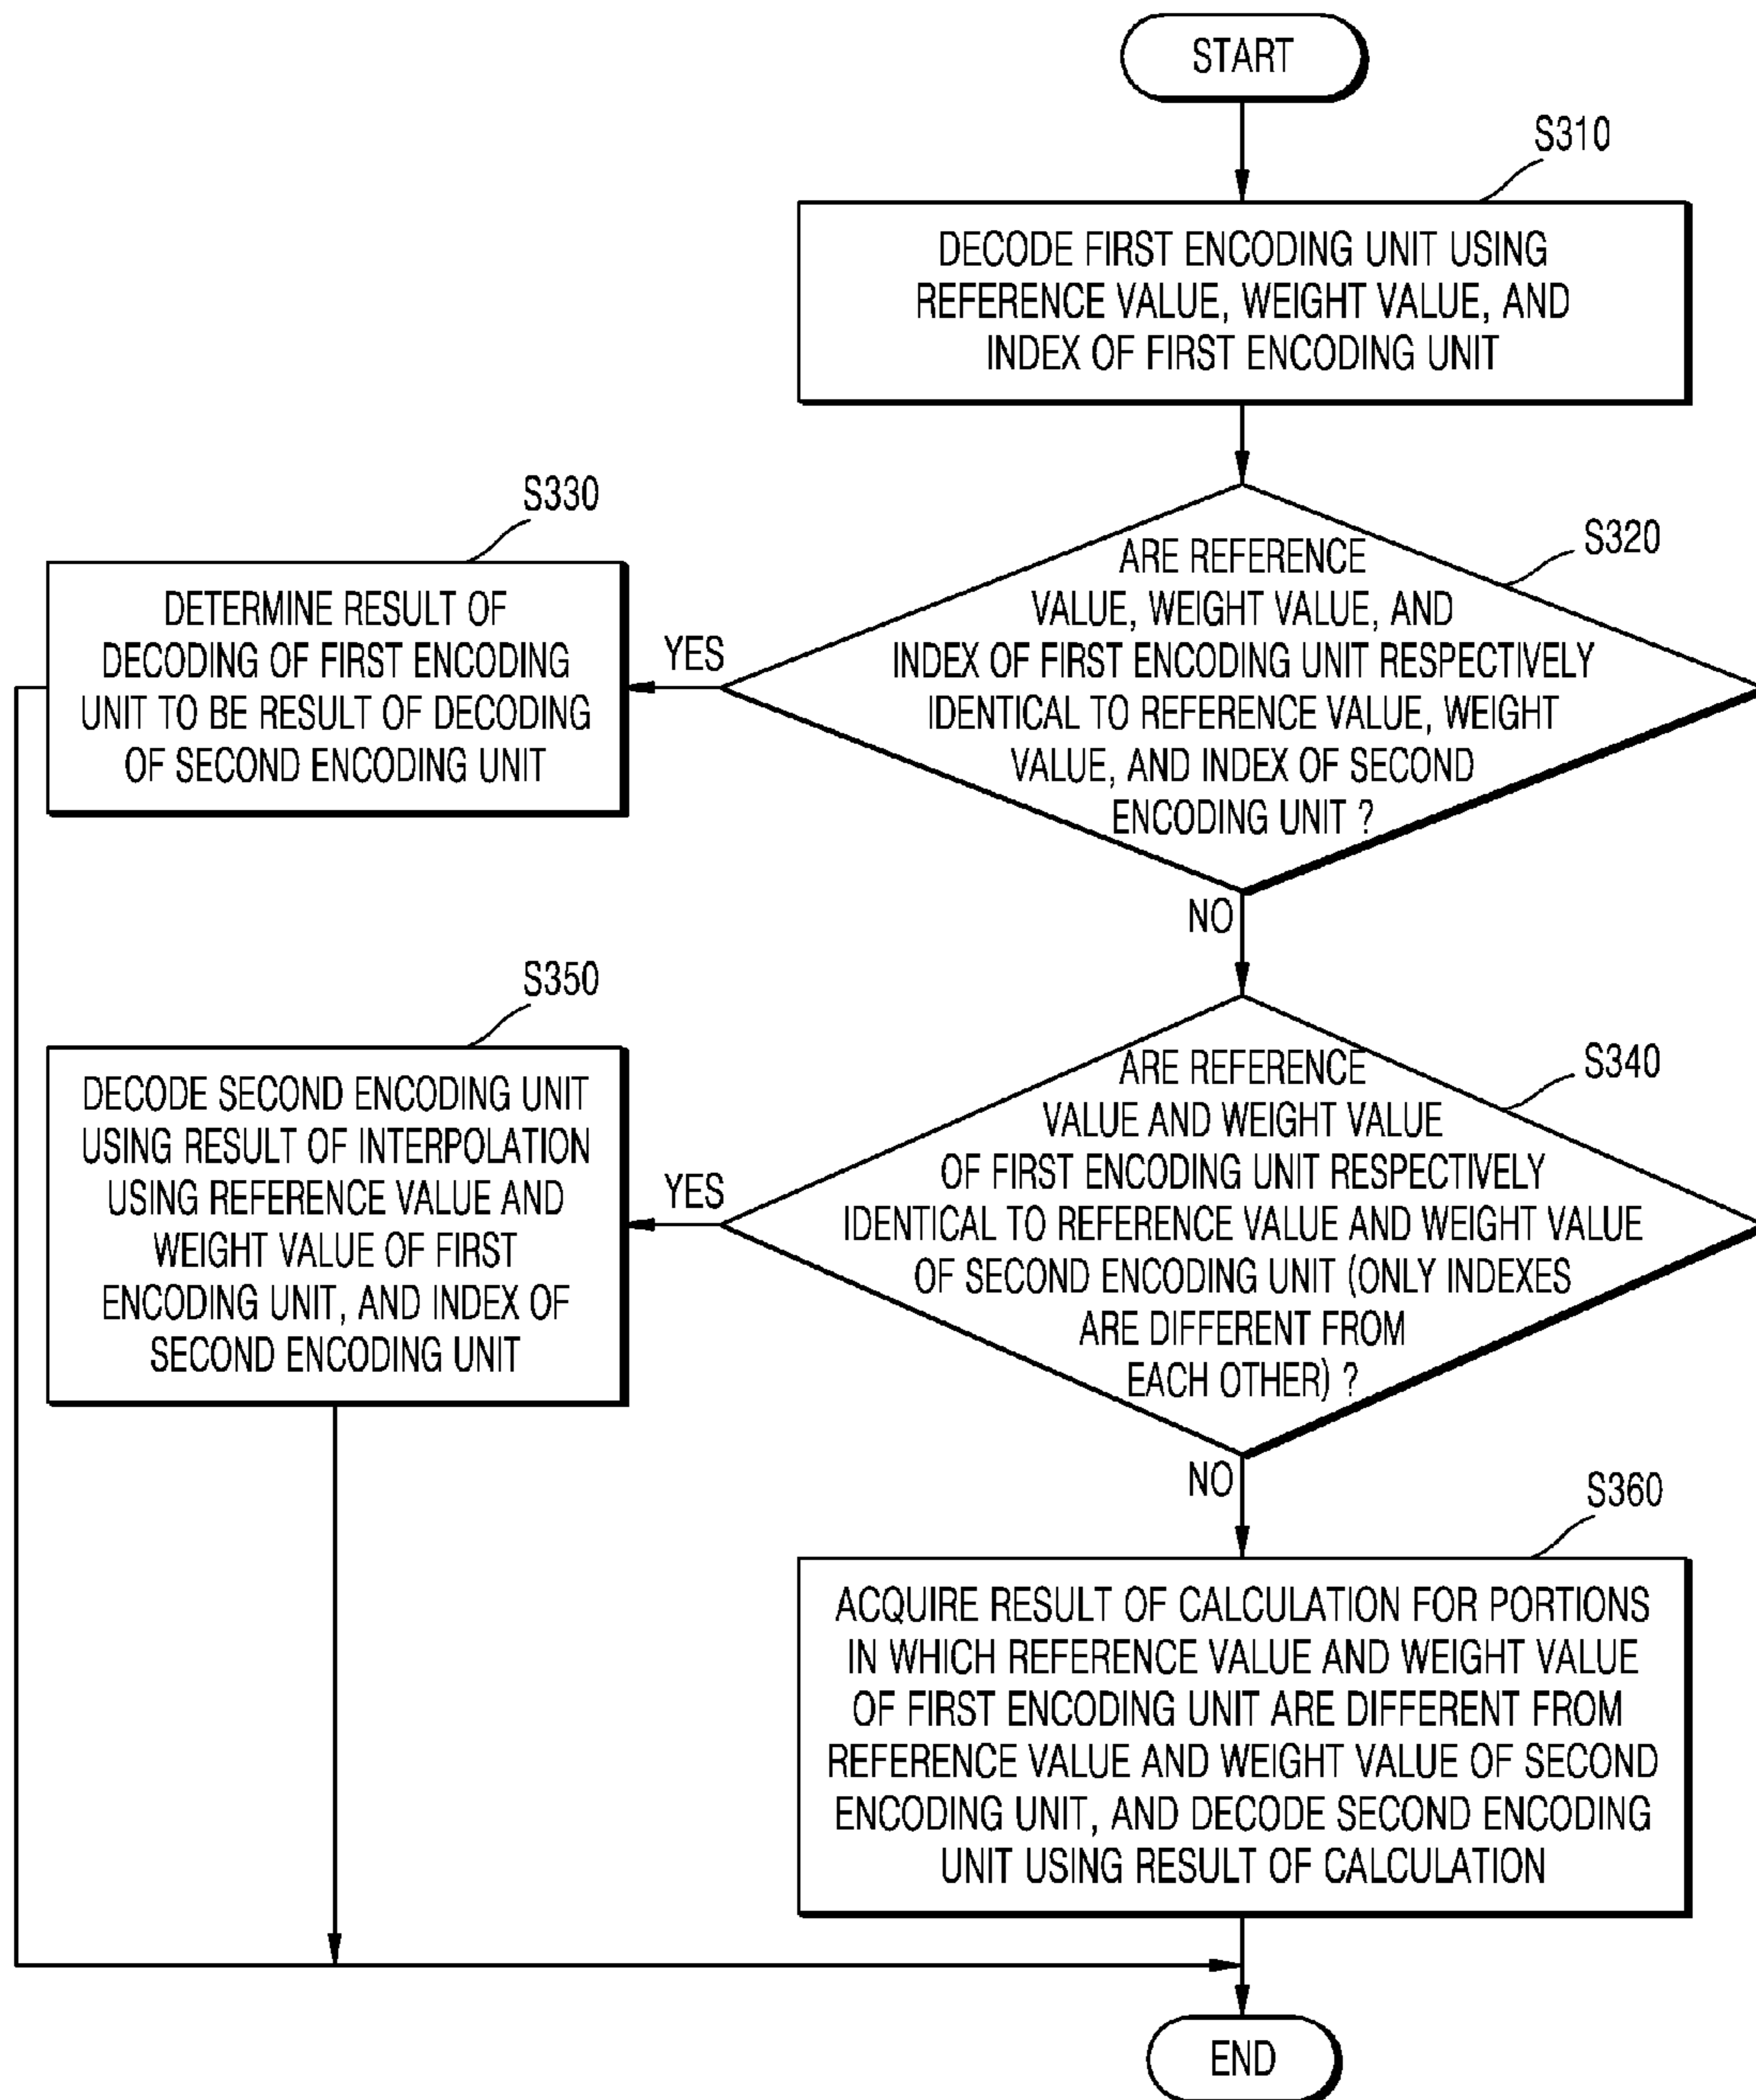 START
S310
DECODE FIRST ENCODING UNIT USING
REFERENCE VALUE, WEIGHT VALUE, AND
INDEX OF FIRST ENCODING UNIT
S320
ARE REFERENCE
VALUE, WEIGHT VALUE, AND
INDEX OF FIRST ENCODING UNIT RESPECTIVELY
IDENTICAL TO REFERENCE VALUE, WEIGHT
VALUE, AND INDEX OF SECOND
ENCODING UNIT ?
YES
S330
DETERMINE RESULT OF
DECODING OF FIRST ENCODING
UNIT TO BE RESULT OF DECODING
OF SECOND ENCODING UNIT
NO
S340
ARE REFERENCE
VALUE AND WEIGHT VALUE
OF FIRST ENCODING UNIT RESPECTIVELY
IDENTICAL TO REFERENCE VALUE AND WEIGHT VALUE
OF SECOND ENCODING UNIT (ONLY INDEXES
ARE DIFFERENT FROM
EACH OTHER) ?
YES
S350
DECODE SECOND ENCODING UNIT
USING RESULT OF INTERPOLATION
USING REFERENCE VALUE AND
WEIGHT VALUE OF FIRST
ENCODING UNIT, AND INDEX OF
SECOND ENCODING UNIT
NO
S360
ACQUIRE RESULT OF CALCULATION FOR PORTIONS
IN WHICH REFERENCE VALUE AND WEIGHT VALUE
OF FIRST ENCODING UNIT ARE DIFFERENT FROM
REFERENCE VALUE AND WEIGHT VALUE OF SECOND
ENCODING UNIT, AND DECODE SECOND ENCODING
UNIT USING RESULT OF CALCULATION
END